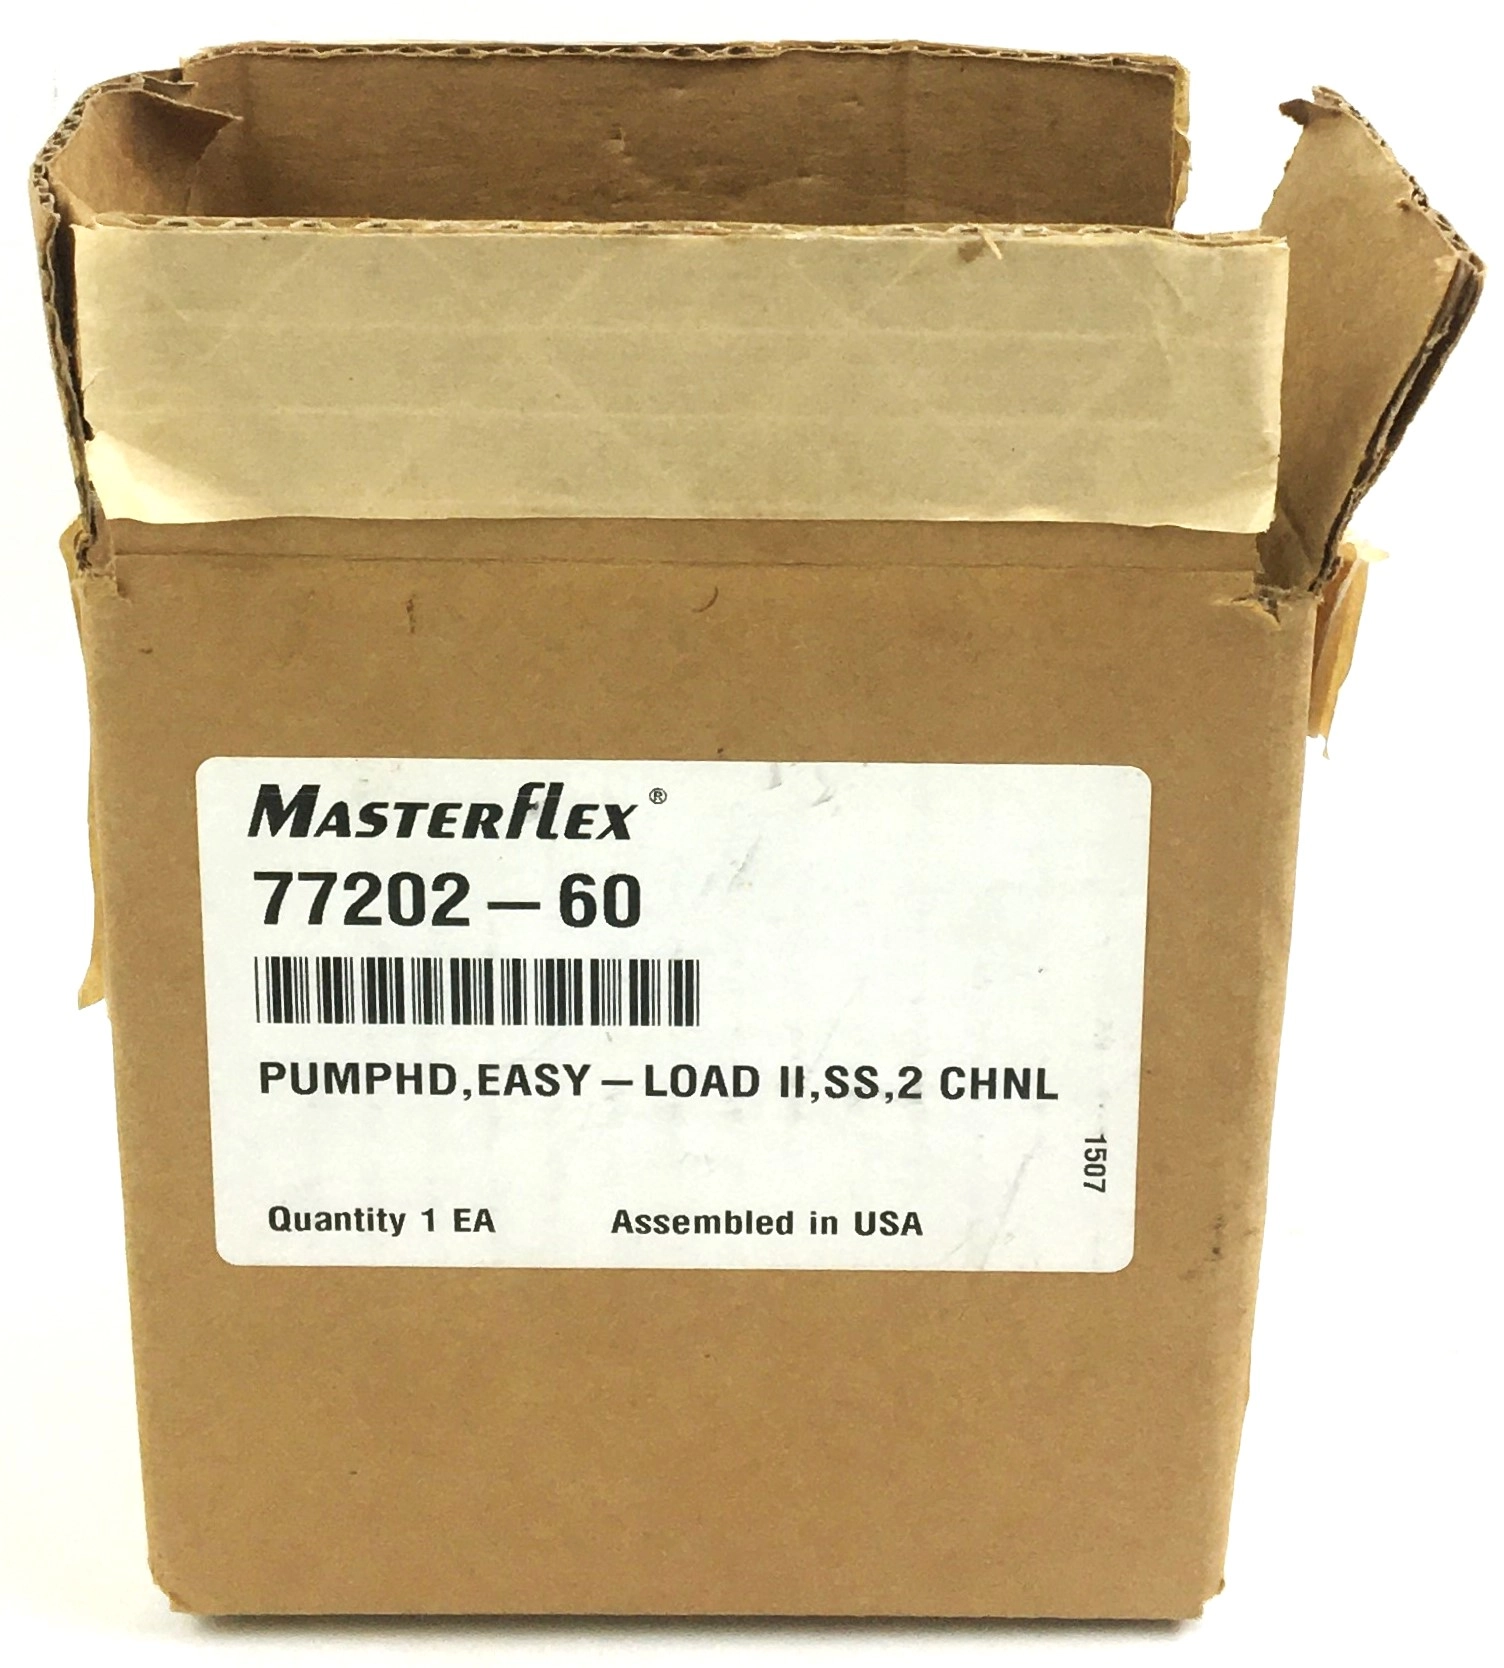 MASTERFLEX®
77202-60
PUMPHD,EASY-LOAD II,SS,2 CHNL
1507
Quantity 1 EA Assembled in USA